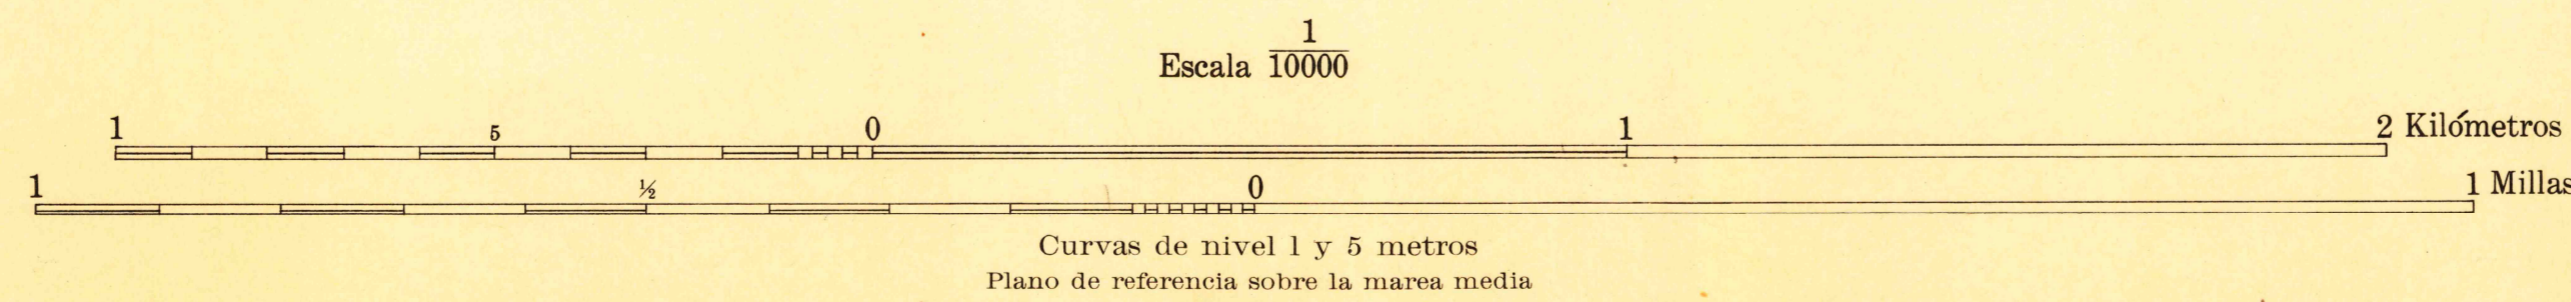 Escala 1/10000
1 5 0 1 2 Kilómetros
1 ½ 0 1 Millas
Curvas de nivel 1 y 5 metros
Plano de referencia sobre la marea media